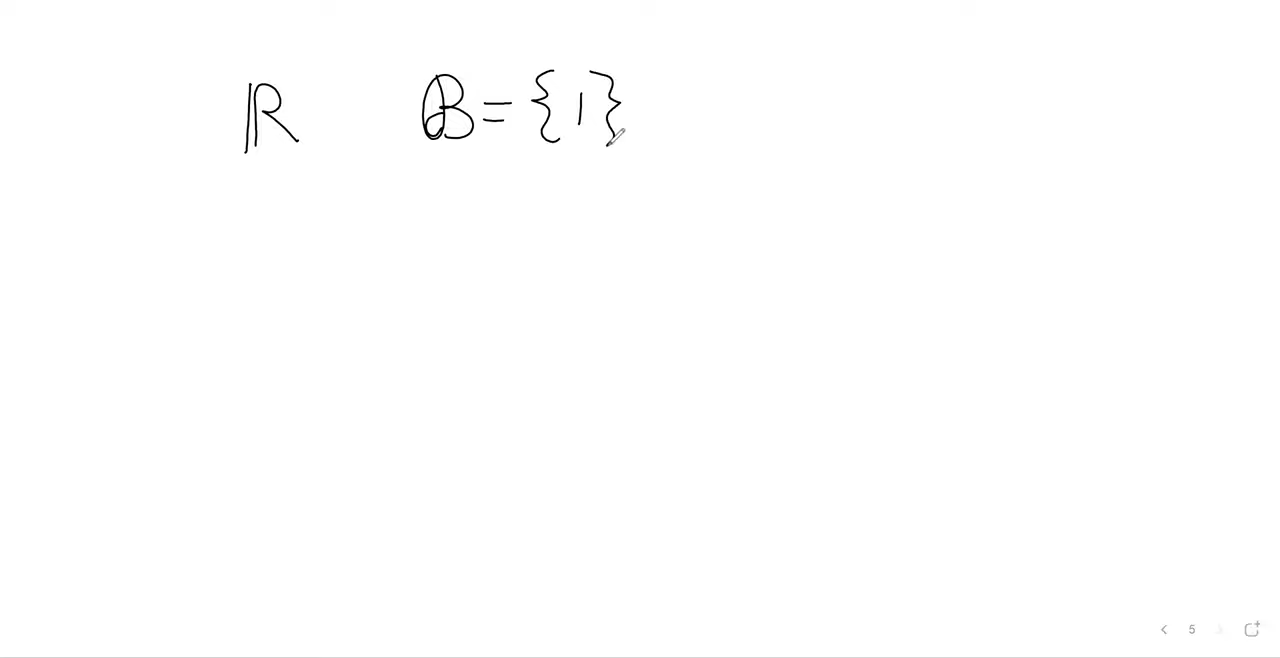 ℝ ℬ = {1}
5